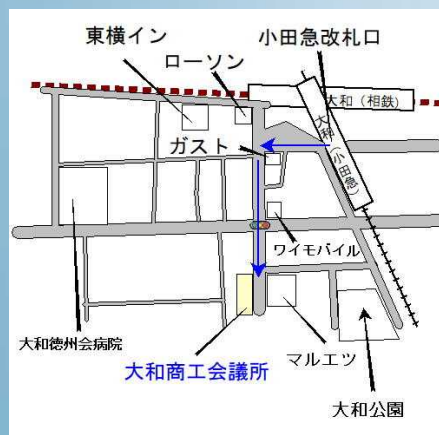 東横イン
ローソン
小田急改札口
大和（相鉄）
大和（小田急）
ガスト
ワイモバイル
大和徳州会病院
マルエツ
大和商工会議所
大和公園